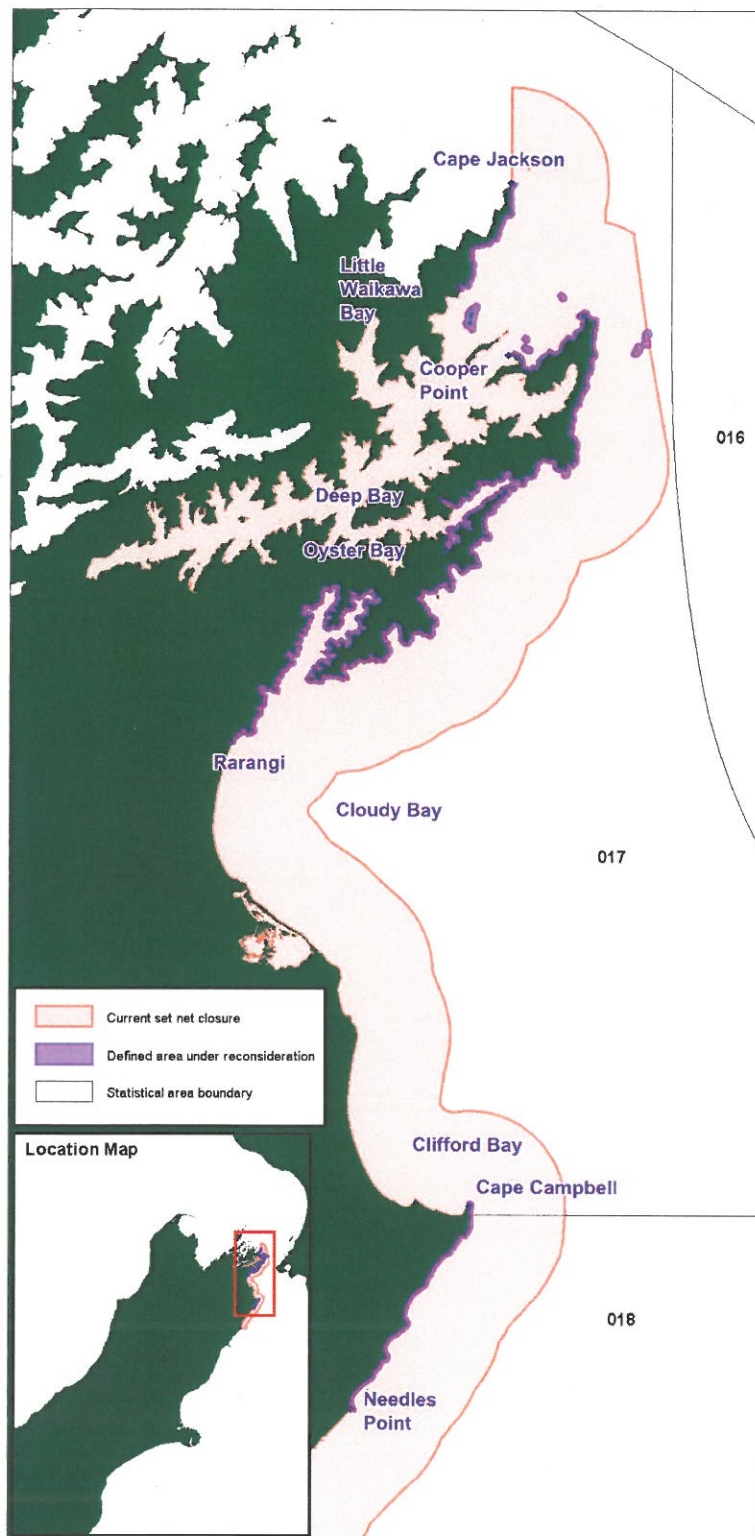 Cape Jackson
Little
Waikawa
Bay
Cooper
Point
016
Deep Bay
Oyster Bay
Rarangi
Cloudy Bay
017
Current set net closure
Defined area under reconsideration
Statistical area boundary
Location Map
Clifford Bay
Cape Campbell
018
Needles
Point